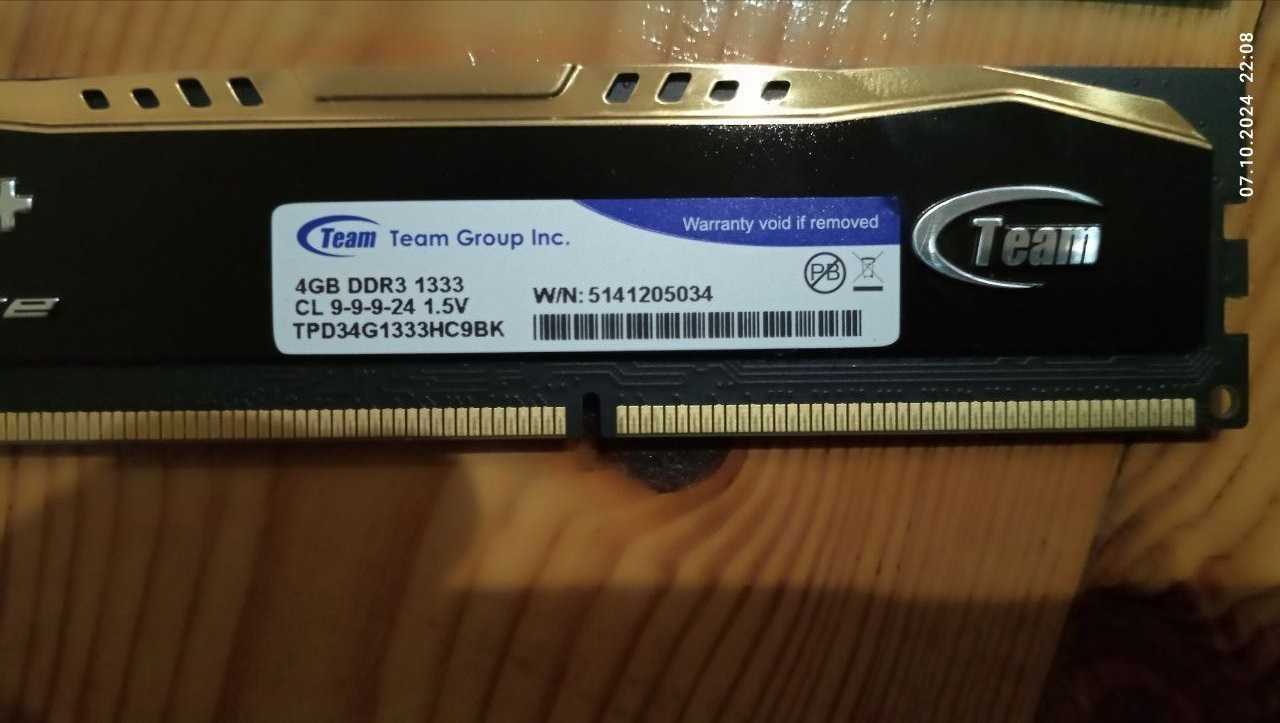 07.10.2024 22:08
Team Team Group Inc.
Warranty void if removed
4GB DDR3 1333
CL 9-9-9-24 1.5V
TPD34G1333HC9BK
W/N: 5141205034
PB
Team